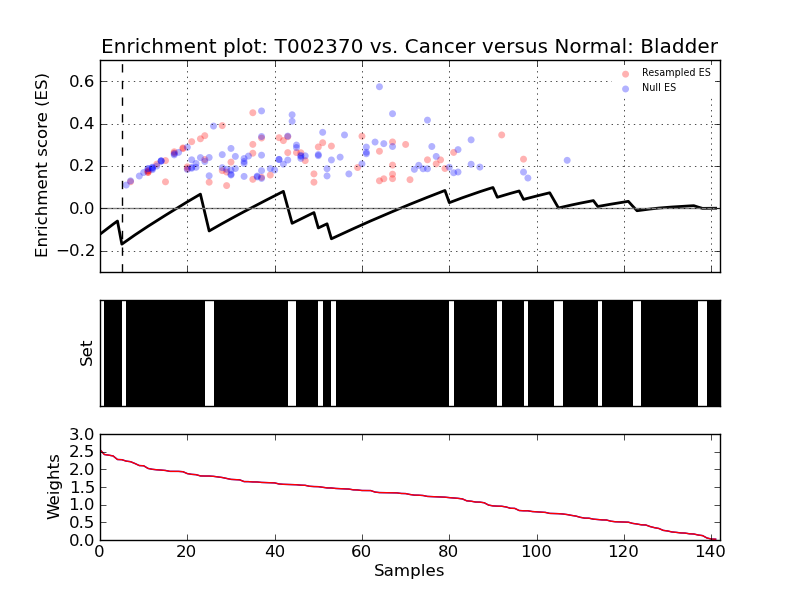 Enrichment plot: T002370 vs. Cancer versus Normal: Bladder
Enrichment score (ES)
0.6
0.4
0.2
0.0
−0.2
Resampled ES
Null ES
Set
Weights
3.0
2.5
2.0
1.5
1.0
0.5
0.0
0 20 40 60 80 100 120 140
Samples